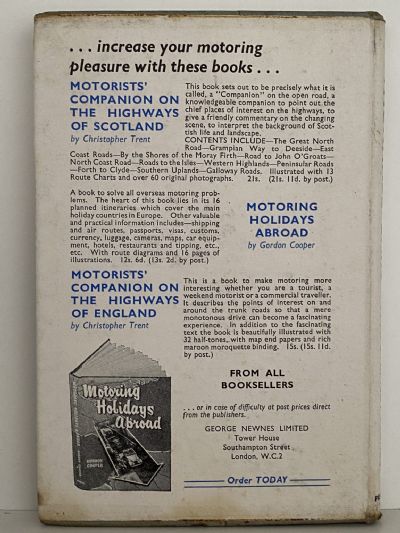 ... increase your motoring
pleasure with these books ...
MOTORISTS'
COMPANION ON
THE HIGHWAYS
OF SCOTLAND
by Christopher Trent
This book sets out to be precisely what it is
called, a "Companion" on the open road, a
knowledgeable companion to point out the
chief places of interest on the highways, to
give a friendly commentary on the changing
scene, to interpret the background of Scot-
tish life and landscape.
CONTENTS INCLUDE—The Great North
Road—Grampian Way to Deeside—East
Coast Roads—By the Shores of the Moray Firth—Road to John O'Groats—
North Coast Road—Roads to the Isles—Western Highlands—Peninsular Roads
—Forth to Clyde—Southern Uplands—Galloway Roads. Illustrated with 13
Route Charts and over 60 original photographs. 21s. (21s. 11d. by post.)
A book to solve all overseas motoring prob-
lems. The heart of this book lies in its 16
planned itineraries which cover the main
holiday countries in Europe. Other valuable
and practical information includes—shipping
and air routes, passports, visas, customs,
currency, luggage, cameras, maps, car equip-
ment, hotels, restaurants and tipping, etc.,
etc. With route diagrams and 16 pages of
illustrations. 12s. 6d. (13s. 2d. by post.)
MOTORING
HOLIDAYS
ABROAD
by Gordon Cooper
MOTORISTS'
COMPANION ON
THE HIGHWAYS
OF ENGLAND
by Christopher Trent
This is a book to make motoring more
interesting whether you are a tourist, a
weekend motorist or a commercial traveller.
It describes the points of interest on and
around the trunk roads so that a mere
monotonous drive can become a fascinating
experience. In addition to the fascinating
text the book is beautifully illustrated with
32 half-tones, with map end papers and rich
maroon moroquette binding. 15s. (15s. 11d.
by post.)
Motoring
Holidays
Abroad
GORDON COOPER
FROM ALL
BOOKSELLERS
... or in case of difficulty at post prices direct
from the publishers.
GEORGE NEWNES LIMITED
Tower House
Southampton Street
London, W.C.2
Order TODAY